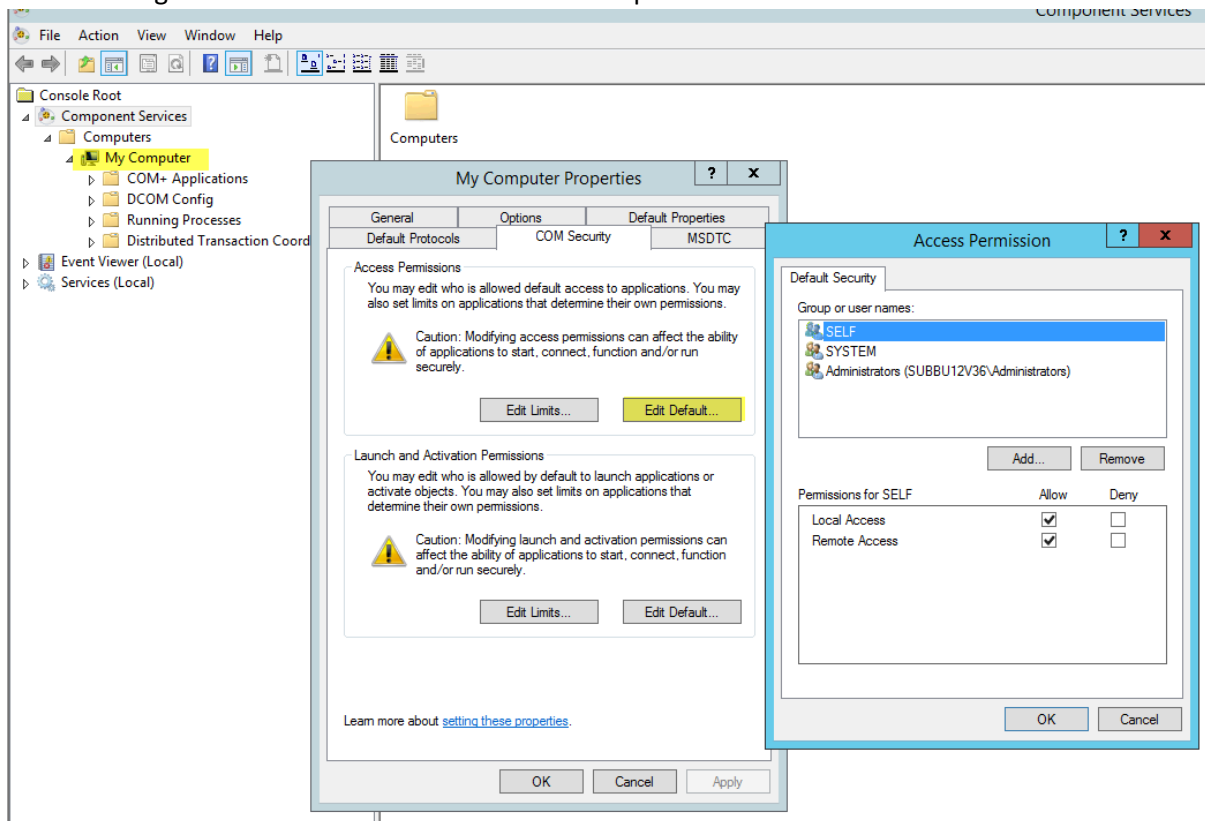 Component Services
File Action View Window Help
Console Root
Component Services
Computers
My Computer
COM+ Applications
DCOM Config
Running Processes
Distributed Transaction Coord
Event Viewer (Local)
Services (Local)
Computers
My Computer Properties
General Options Default Properties
Default Protocols COM Security MSDTC
Access Permissions
You may edit who is allowed default access to applications. You may
also set limits on applications that determine their own permissions.
Caution: Modifying access permissions can affect the ability
of applications to start, connect, function and/or run
securely.
Edit Limits... Edit Default...
Launch and Activation Permissions
You may edit who is allowed by default to launch applications or
activate objects. You may also set limits on applications that
determine their own permissions.
Caution: Modifying launch and activation permissions can
affect the ability of applications to start, connect, function
and/or run securely.
Edit Limits... Edit Default...
Learn more about setting these properties.
OK Cancel Apply
Access Permission
Default Security
Group or user names:
SELF
SYSTEM
Administrators (SUBBU12V36\Administrators)
Add... Remove
Permissions for SELF Allow Deny
Local Access
Remote Access
OK Cancel